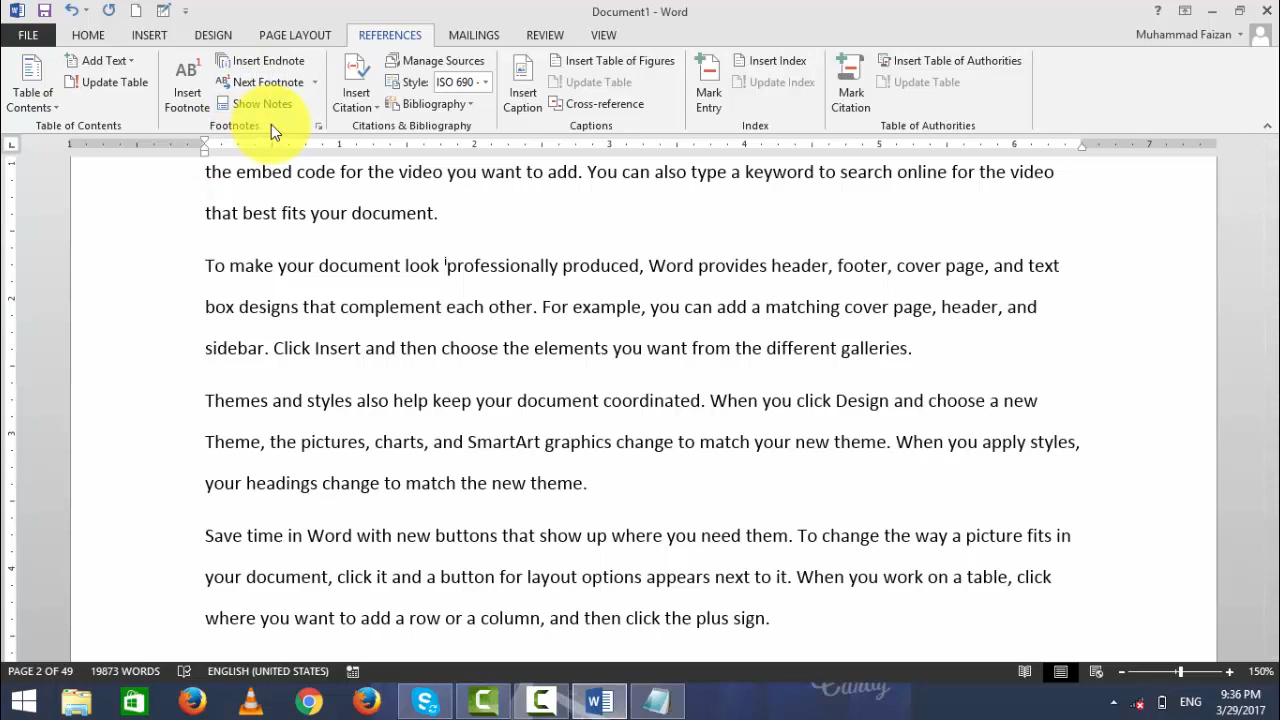 Document1 - Word
FILE HOME INSERT DESIGN PAGE LAYOUT REFERENCES MAILINGS REVIEW VIEW Muhammad Faizan
Table of Contents
Add Text
Update Table
Table of Contents
AB
Insert Footnote
Insert Endnote
Next Footnote
Show Notes
Footnotes
Insert Citation
Manage Sources
Style: ISO 690 -
Bibliography
Citations & Bibliography
Insert Caption
Insert Table of Figures
Update Table
Cross-reference
Captions
Mark Entry
Insert Index
Update Index
Index
Mark Citation
Insert Table of Authorities
Update Table
Table of Authorities
1 1 2 3 4 5 6 7
the embed code for the video you want to add. You can also type a keyword to search online for the video
that best fits your document.
To make your document look iprofessionally produced, Word provides header, footer, cover page, and text
box designs that complement each other. For example, you can add a matching cover page, header, and
sidebar. Click Insert and then choose the elements you want from the different galleries.
Themes and styles also help keep your document coordinated. When you click Design and choose a new
Theme, the pictures, charts, and SmartArt graphics change to match your new theme. When you apply styles,
your headings change to match the new theme.
Save time in Word with new buttons that show up where you need them. To change the way a picture fits in
your document, click it and a button for layout options appears next to it. When you work on a table, click
where you want to add a row or a column, and then click the plus sign.
PAGE 2 OF 49 19873 WORDS ENGLISH (UNITED STATES) 150%
Candy
ENG
9:36 PM
3/29/2017